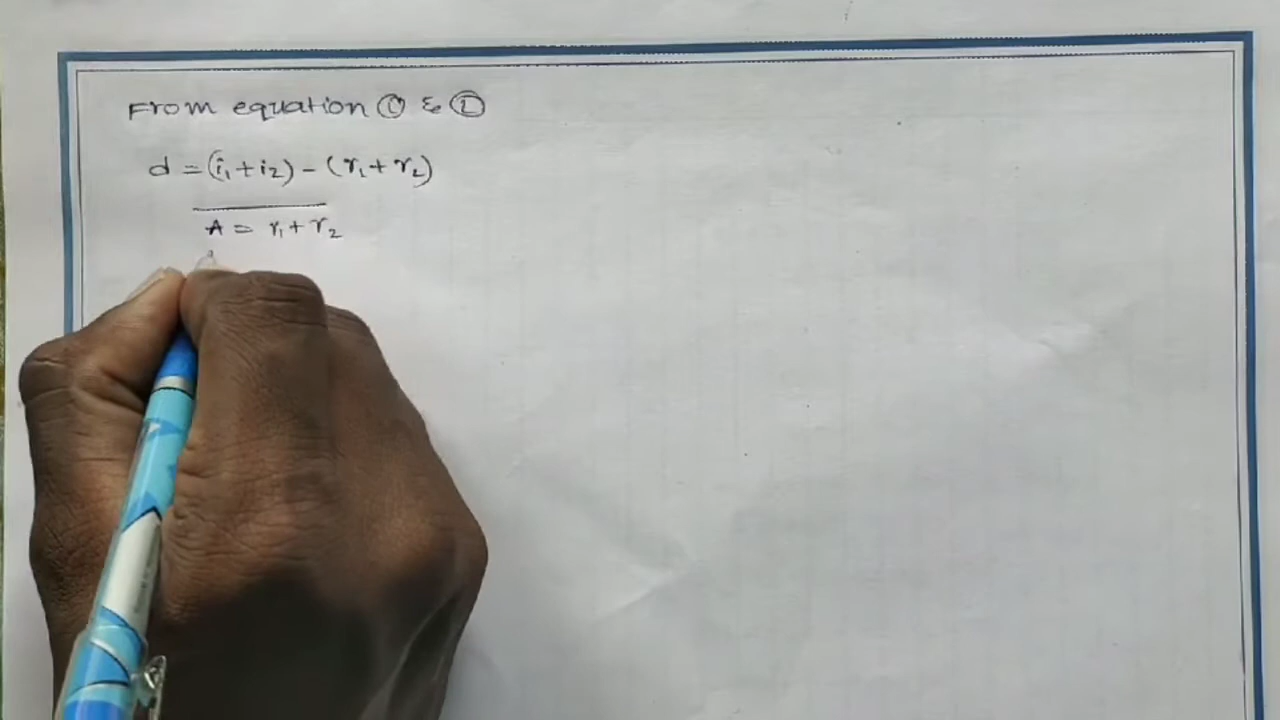 From equation ① & ②
d = (i₁ + i₂) - (r₁ + r₂)
A = r₁ + r₂